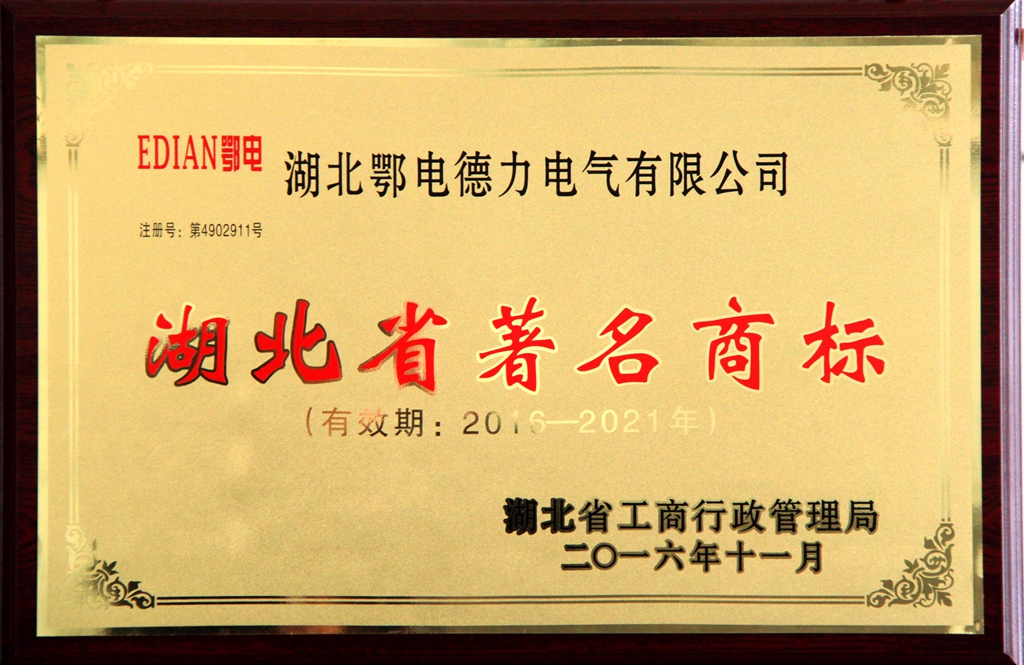 EDIAN鄂电 湖北鄂电德力电气有限公司
注册号：第4902911号
湖北省著名商标
（有效期：2016—2021年）
湖北省工商行政管理局
二〇一六年十一月